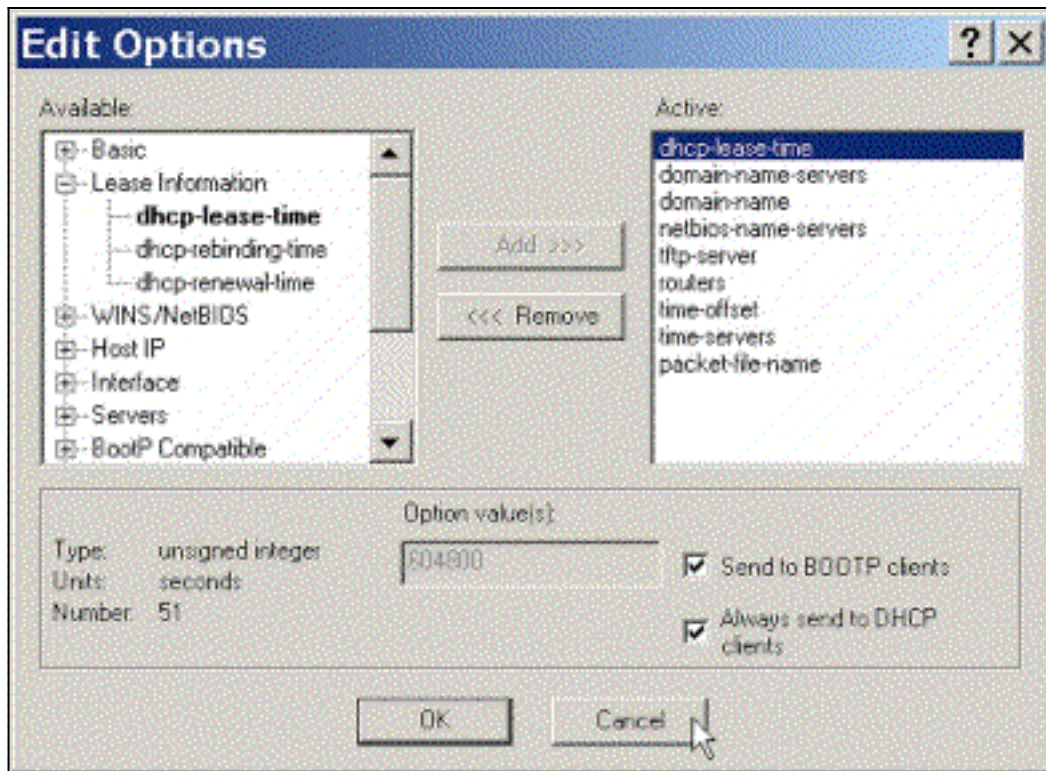 Edit Options
Available:
Active:
Basic
Lease Information
dhcp-lease-time
dhcp-rebinding-time
dhcp-renewal-time
WINS/NetBIOS
Host IP
Interface
Servers
BootP Compatible
Add >>>
<<< Remove
dhcp-lease-time
domain-name-servers
domain-name
netbios-name-servers
tftp-server
routers
time-offset
time-servers
packet-file-name
Option value(s):
Type: unsigned integer
Units: seconds
Number: 51
604800
Send to BOOTP clients
Always send to DHCP
clients
OK
Cancel